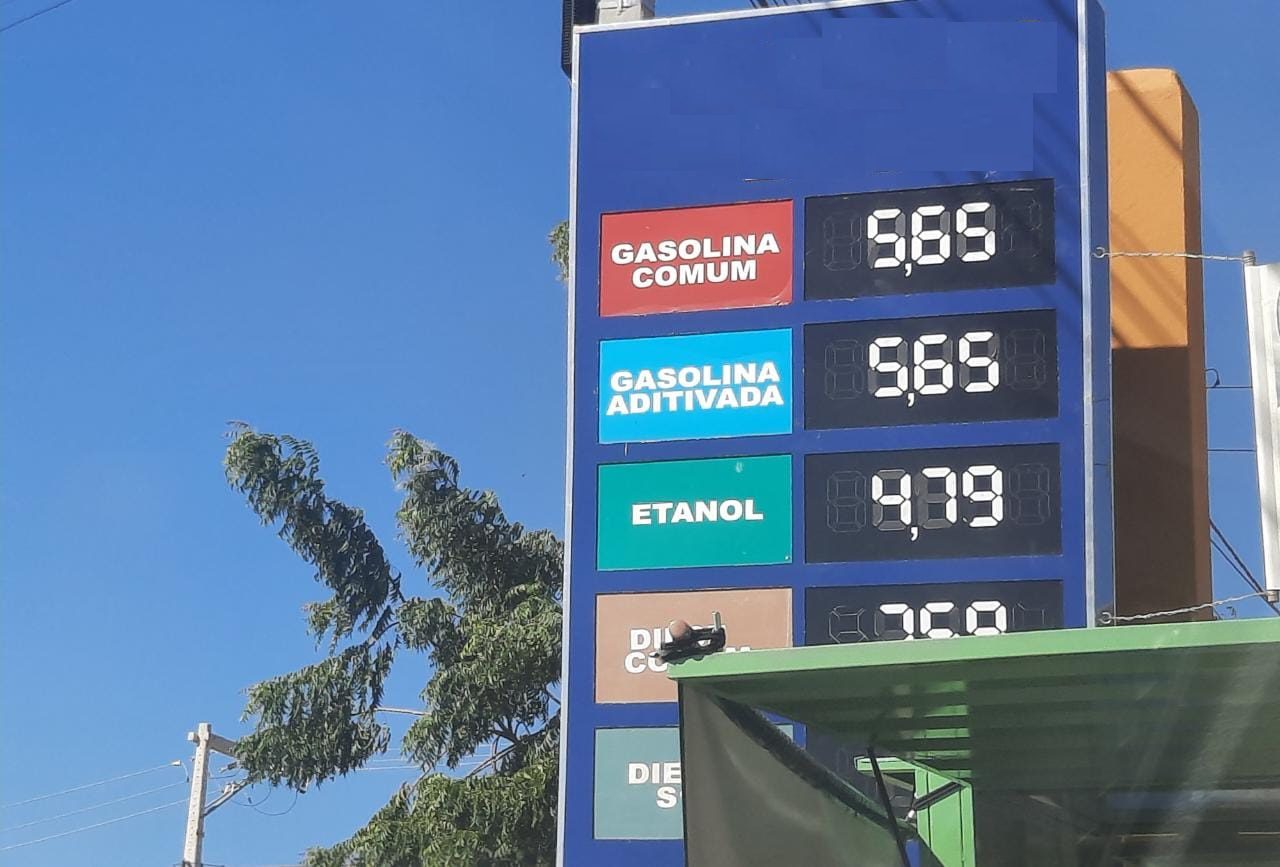 GASOLINA
COMUM
5,65
GASOLINA
ADITIVADA
5,65
ETANOL
4,79